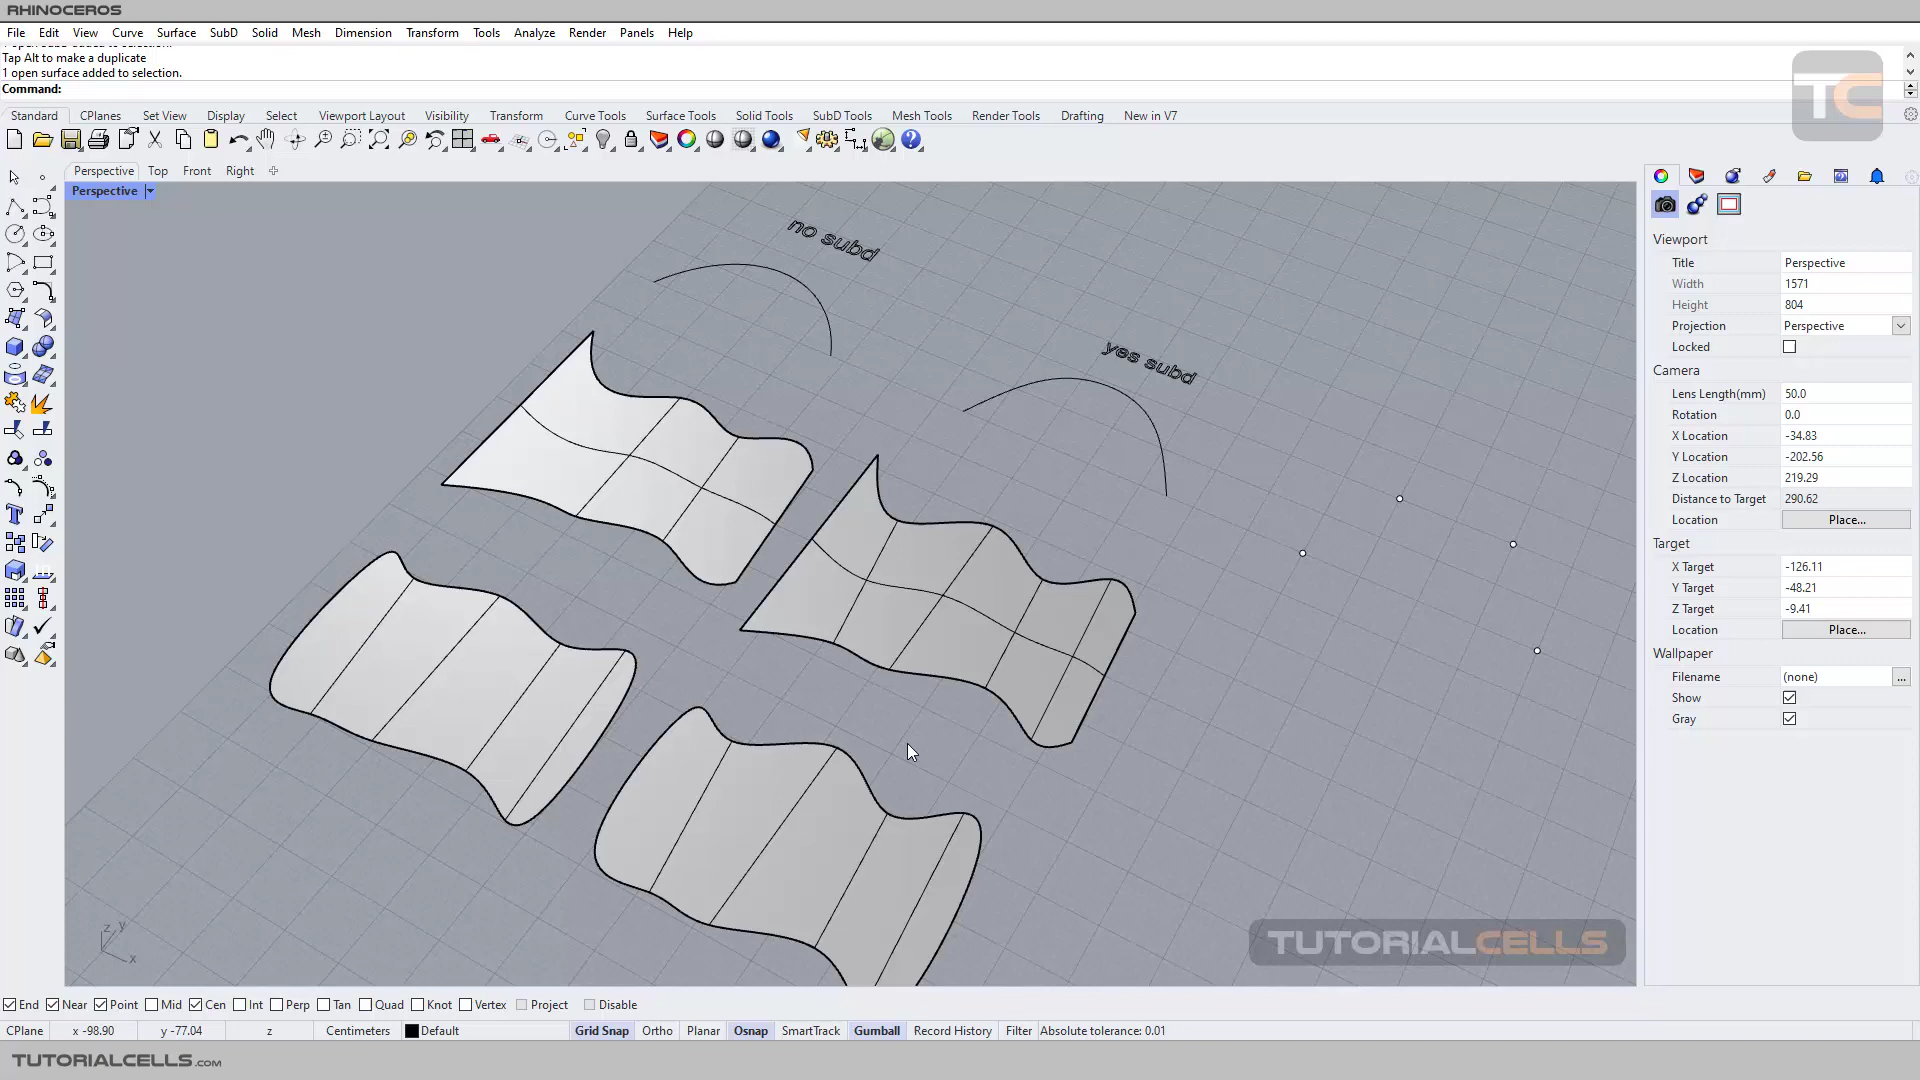 RHINOCEROS
File Edit View Curve Surface SubD Solid Mesh Dimension Transform Tools Analyze Render Panels Help
Tap Alt to make a duplicate
1 open surface added to selection.
Command:
TC
Standard CPlanes Set View Display Select Viewport Layout Visibility Transform Curve Tools Surface Tools Solid Tools SubD Tools Mesh Tools Render Tools Drafting New in V7
Perspective Top Front Right
Perspective
no subd
yes subd
z y
x
Viewport
Title Perspective
Width 1571
Height 804
Projection Perspective
Locked
Camera
Lens Length(mm) 50.0
Rotation 0.0
X Location -34.83
Y Location -202.56
Z Location 219.29
Distance to Target 290.62
Location Place...
Target
X Target -126.11
Y Target -48.21
Z Target -9.41
Location Place...
Wallpaper
Filename (none) ...
Show
Gray
TUTORIALCELLS
End Near Point Mid Cen Int Perp Tan Quad Knot Vertex Project Disable
CPlane x -98.90 y -77.04 z Centimeters Default Grid Snap Ortho Planar Osnap SmartTrack Gumball Record History Filter Absolute tolerance: 0.01
TUTORIALCELLS.COM